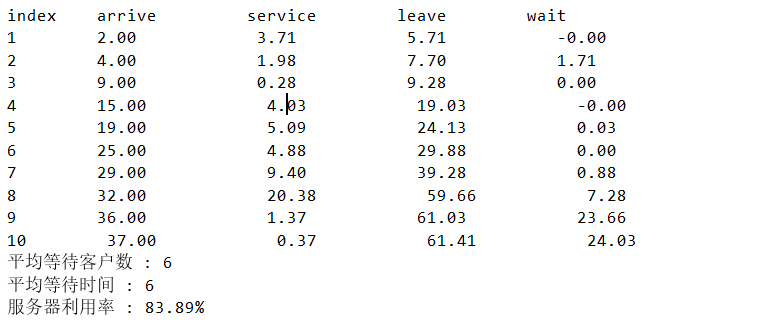 index arrive service leave wait
1 2.00 3.71 5.71 -0.00
2 4.00 1.98 7.70 1.71
3 9.00 0.28 9.28 0.00
4 15.00 4.03 19.03 -0.00
5 19.00 5.09 24.13 0.03
6 25.00 4.88 29.88 0.00
7 29.00 9.40 39.28 0.88
8 32.00 20.38 59.66 7.28
9 36.00 1.37 61.03 23.66
10 37.00 0.37 61.41 24.03
平均等待客户数 : 6
平均等待时间 : 6
服务器利用率 : 83.89%